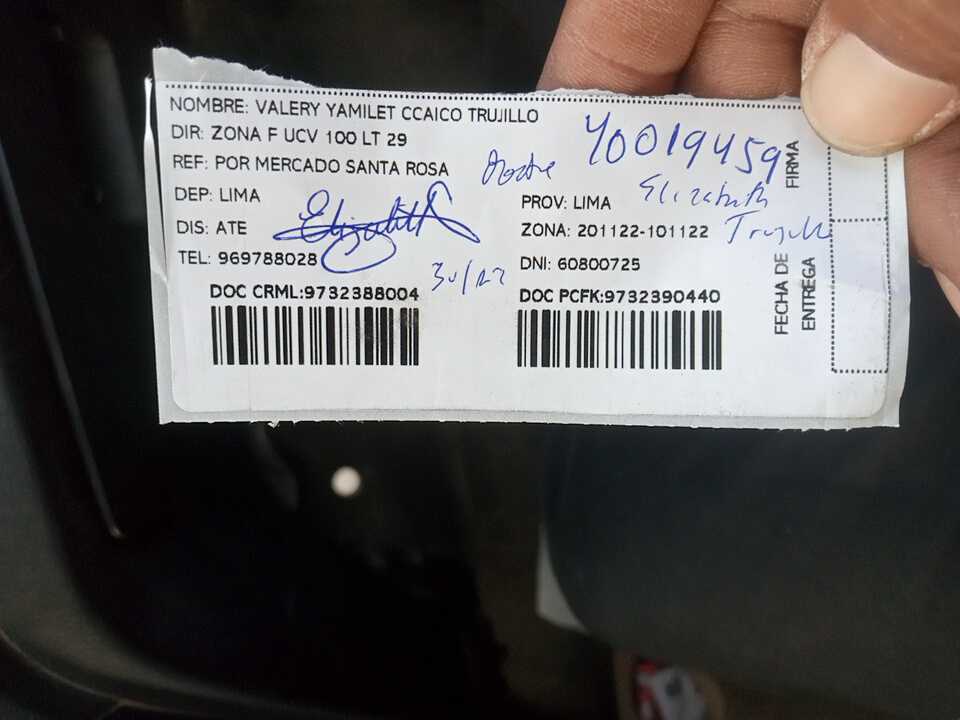 NOMBRE: VALERY YAMILET CCAICO TRUJILLO
DIR: ZONA F UCV 100 LT 29
REF: POR MERCADO SANTA ROSA
DEP: LIMA
PROV: LIMA
DIS: ATE
ZONA: 201122-101122
TEL: 969788028
DNI: 60800725
DOC CRML:9732388004
DOC PCFK:9732390440
FIRMA
FECHA DE
ENTREGA
40019459
Elizabeth
Trujillo
Elizabeth